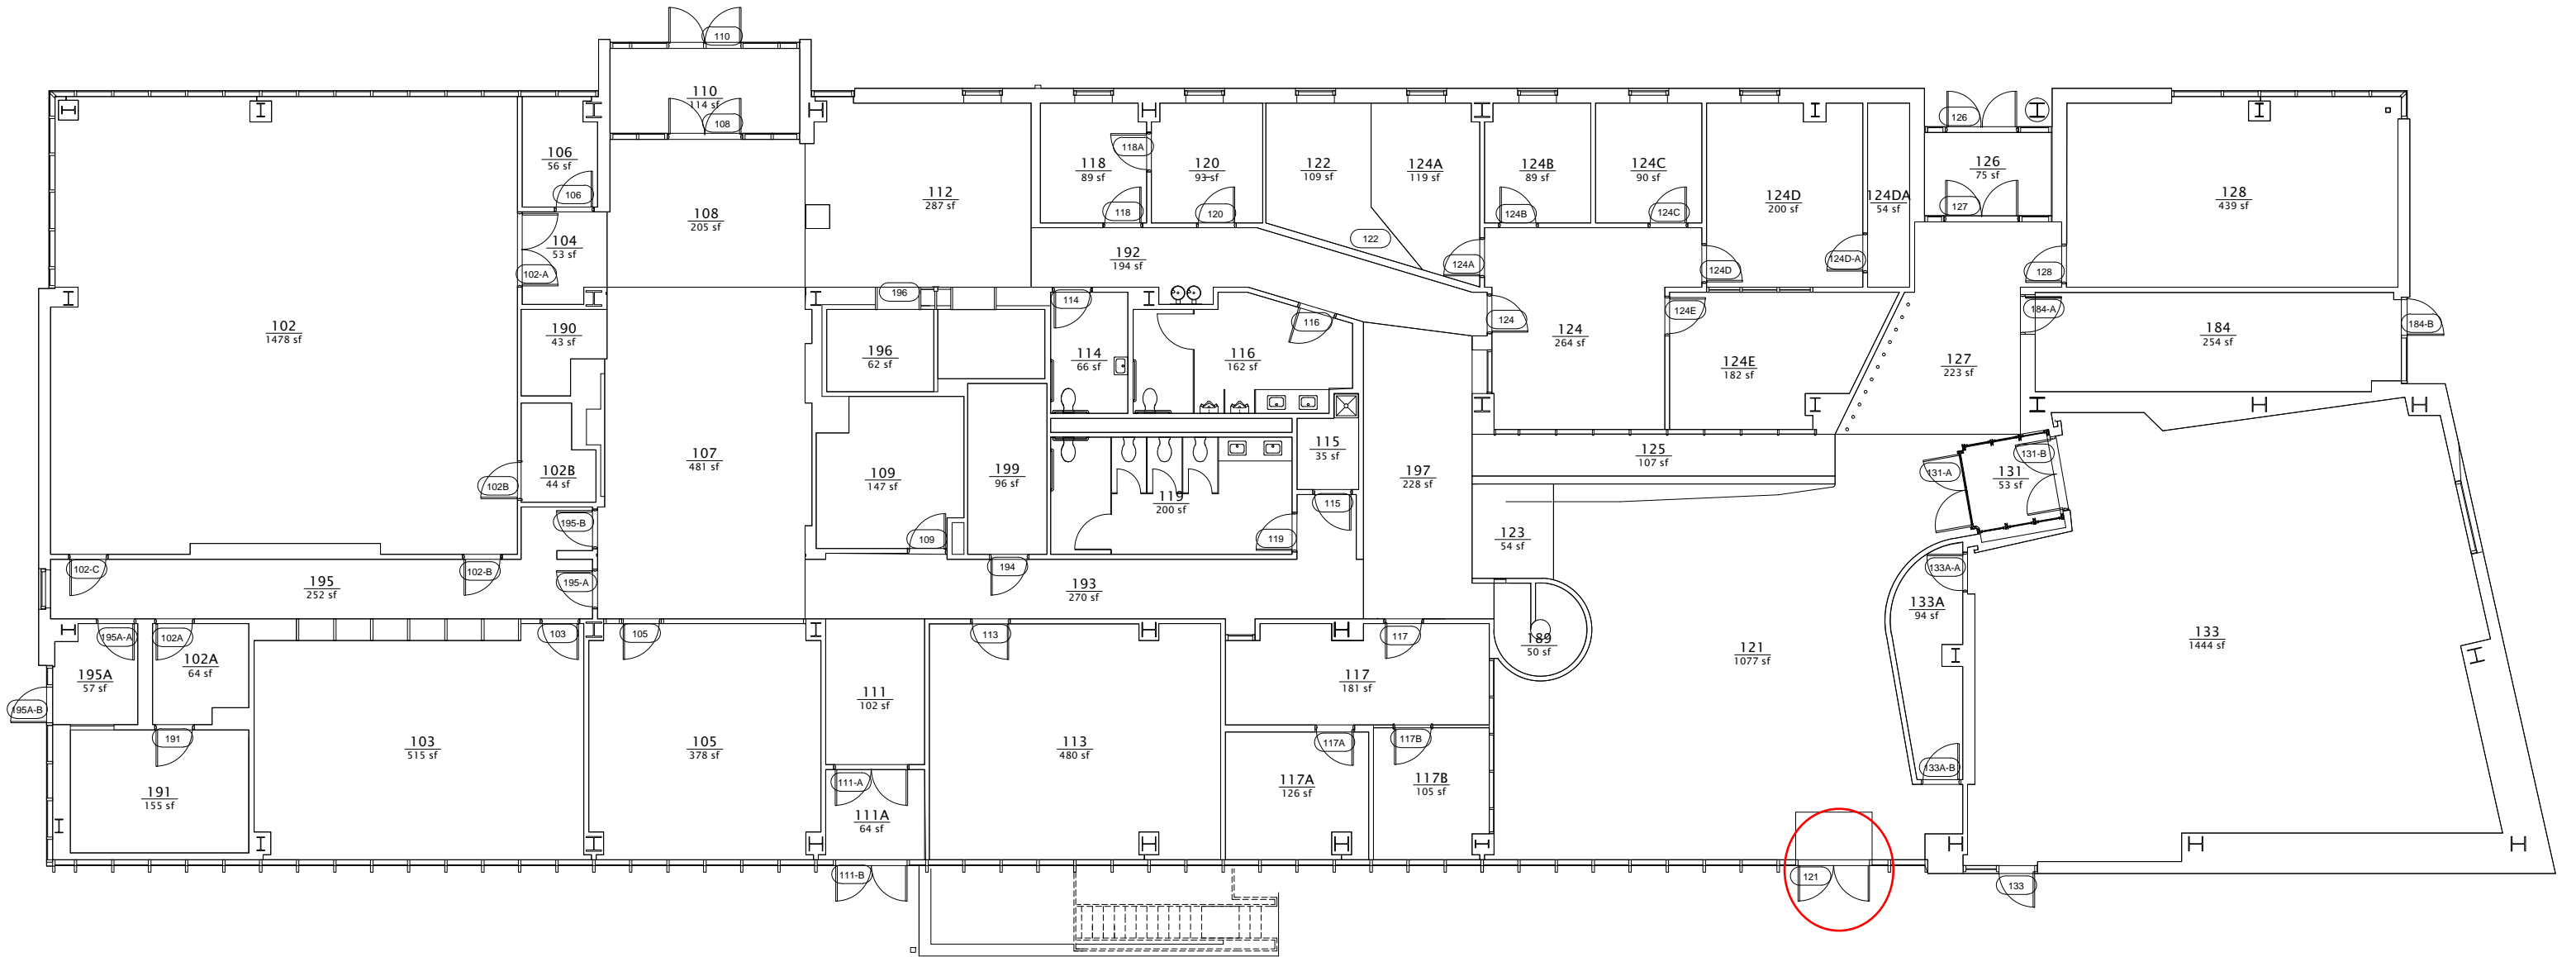 110
110
114 sf
108
106
56 sf
106
118A
118
89 sf
118
120
93 sf
120
122
109 sf
122
124A
119 sf
124A
124B
89 sf
124B
124C
90 sf
124C
124D
200 sf
124D
124DA
54 sf
124D-A
126
126
75 sf
127
128
439 sf
128
112
287 sf
108
205 sf
104
53 sf
102-A
192
194 sf
196
114
116
124
184-A
184-B
184
254 sf
102
1478 sf
190
43 sf
196
62 sf
114
66 sf
116
162 sf
124
264 sf
124E
124E
182 sf
127
223 sf
102B
44 sf
102B
107
481 sf
109
147 sf
109
199
96 sf
119
200 sf
119
115
35 sf
115
197
228 sf
125
107 sf
131-A
131
53 sf
131-B
195-B
195-A
123
54 sf
102-C
102-B
195
252 sf
194
193
270 sf
133A-A
133A
94 sf
133
1444 sf
195A-A
102A
103
105
113
117
189
50 sf
121
1077 sf
195A
57 sf
102A
64 sf
195A-B
111
102 sf
117
181 sf
191
103
515 sf
105
378 sf
113
480 sf
117A
117B
133A-B
191
155 sf
111-A
111A
64 sf
117A
126 sf
117B
105 sf
111-B
121
133